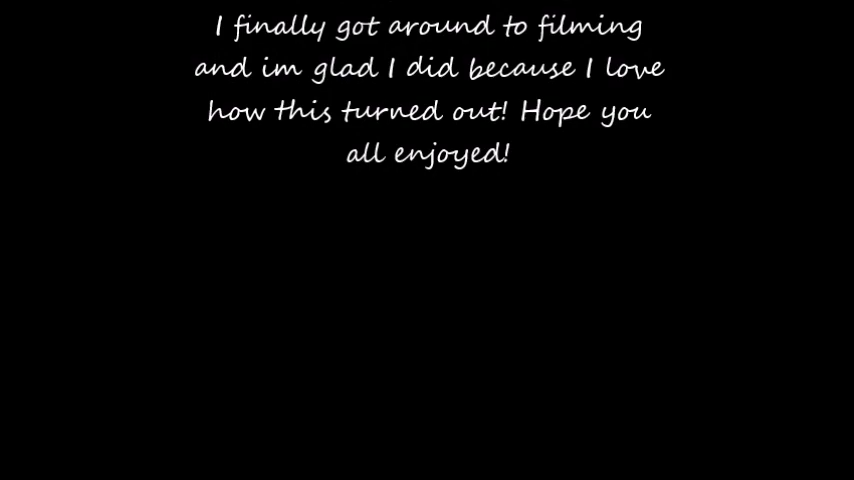 I finally got around to filming
and im glad I did because I love
how this turned out! Hope you
all enjoyed!